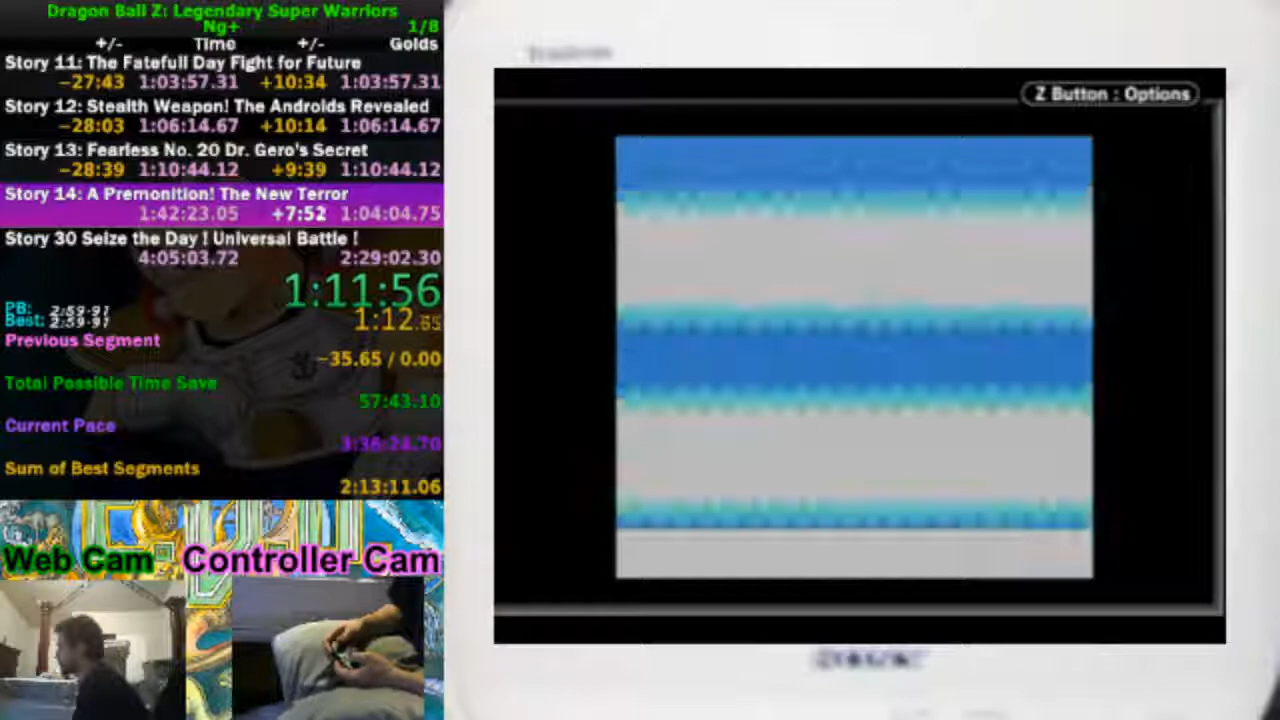 Dragon Ball Z: Legendary Super Warriors
Ng+ 1/8
+/- Time +/- Golds
Story 11: The Fatefull Day Fight for Future
−27:43 1:03:57.31 +10:34 1:03:57.31
Story 12: Stealth Weapon! The Androids Revealed
−28:03 1:06:14.67 +10:14 1:06:14.67
Story 13: Fearless No. 20 Dr. Gero's Secret
−28:39 1:10:44.12 +9:39 1:10:44.12
Story 14: A Premonition! The New Terror
1:42:23.05 +7:52 1:04:04.75
Story 30 Seize the Day ! Universal Battle !
4:05:03.72 2:29:02.30
1:11:56
PB: 2:59.91
Best: 2:59.91
1:12.65
Previous Segment
−35.65 / 0.00
Total Possible Time Save
57:43.10
Current Pace
3:36:24.70
Sum of Best Segments
2:13:11.06
Web Cam Controller Cam
Z Button : Options